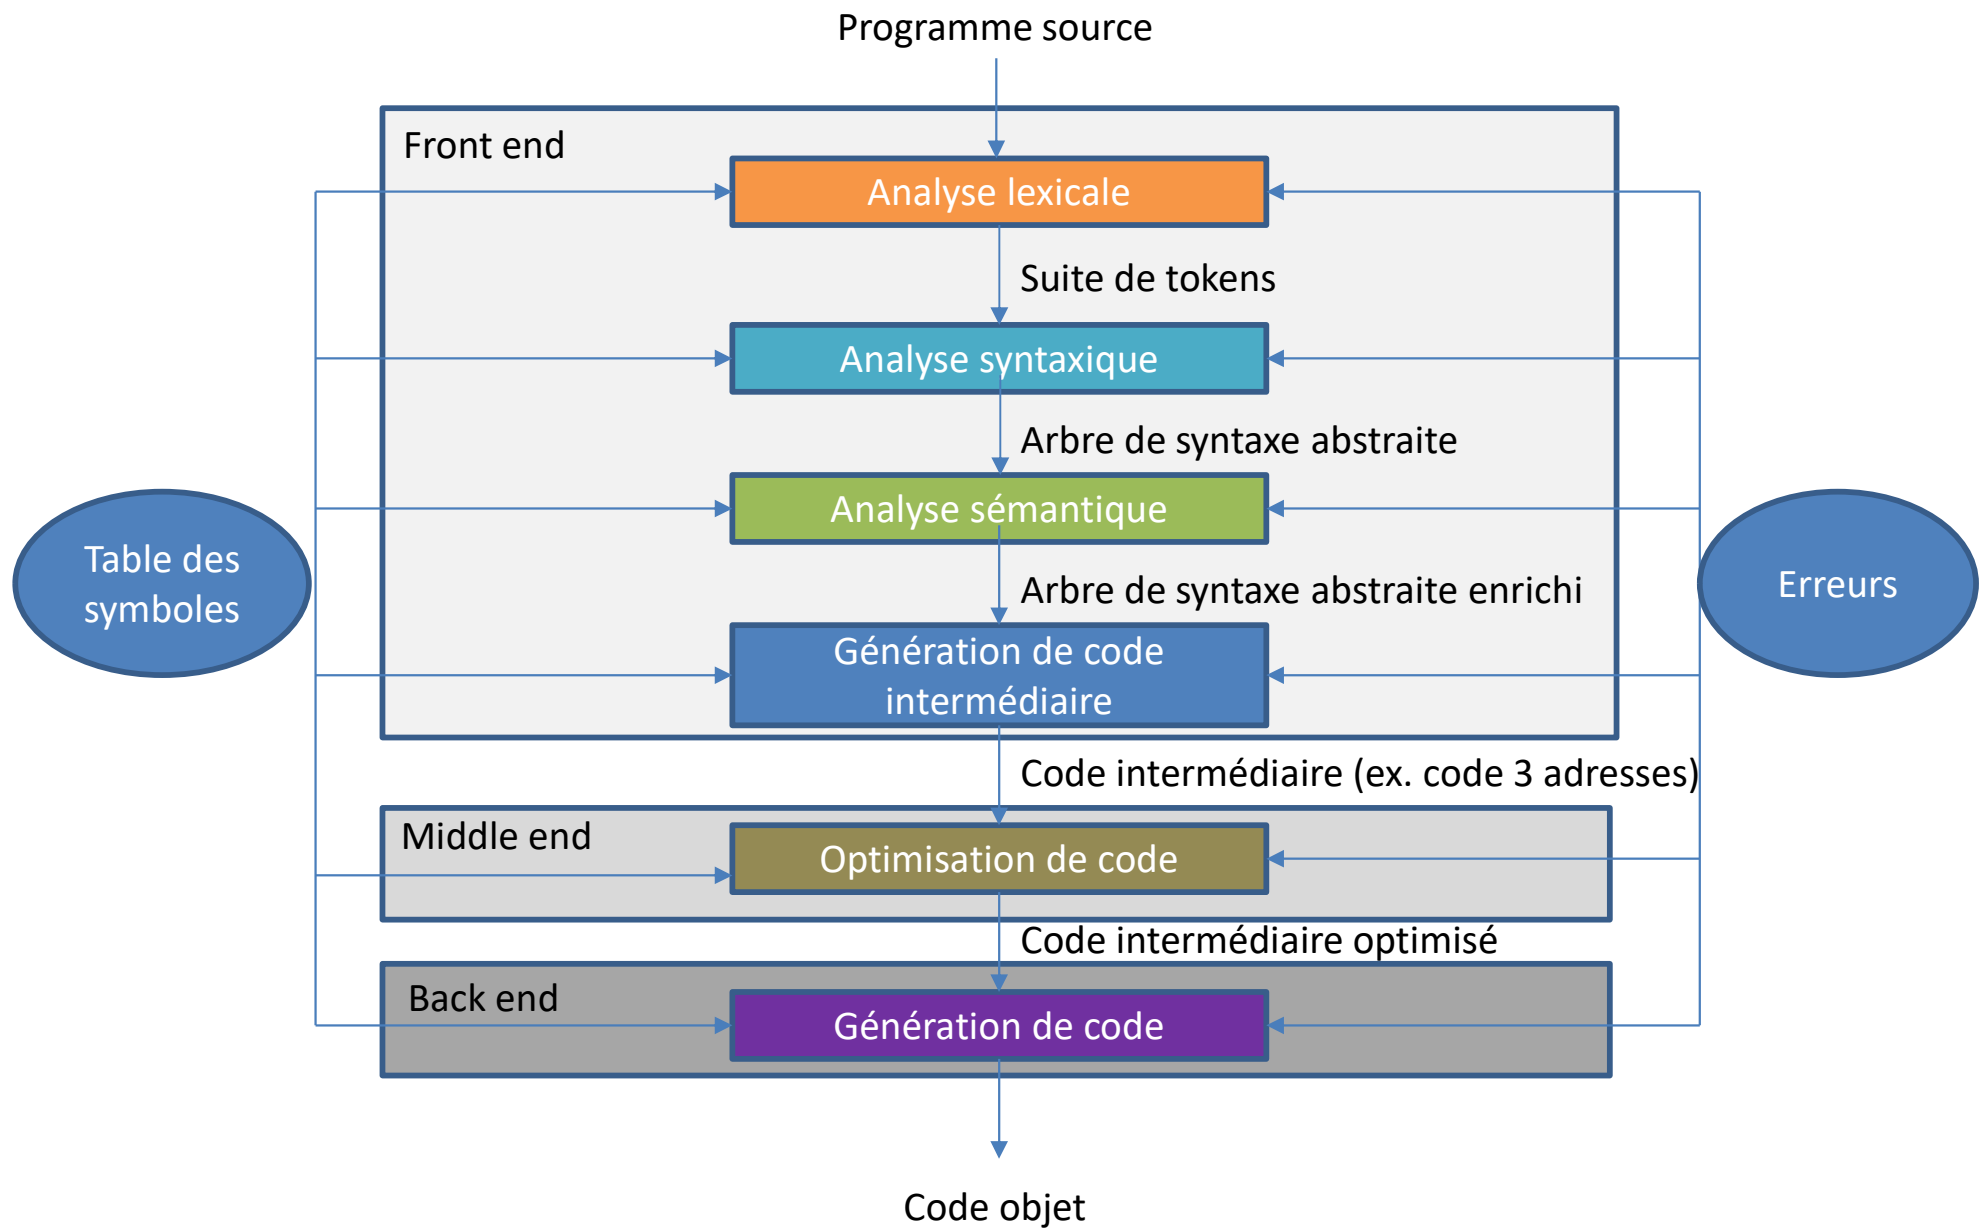 Programme source
Front end
Analyse lexicale
Suite de tokens
Analyse syntaxique
Arbre de syntaxe abstraite
Analyse sémantique
Table des
symboles
Erreurs
Arbre de syntaxe abstraite enrichi
Génération de code
intermédiaire
Code intermédiaire (ex. code 3 adresses)
Middle end
Optimisation de code
Code intermédiaire optimisé
Back end
Génération de code
Code objet